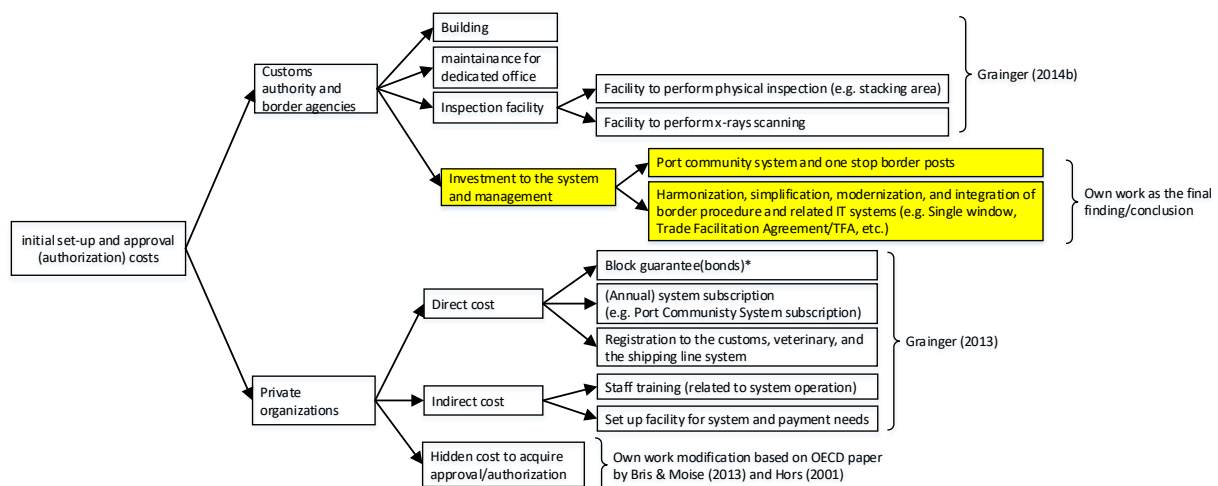 initial set-up and approval
(authorization) costs
Customs
authority and
border agencies
Building
maintainance for
dedicated office
Inspection facility
Facility to perform physical inspection (e.g. stacking area)
Facility to perform x-rays scanning
Grainger (2014b)
Investment to the system
and management
Port community system and one stop border posts
Harmonization, simplification, modernization, and integration of
border procedure and related IT systems (e.g. Single window,
Trade Facilitation Agreement/TFA, etc.)
Own work as the final
finding/conclusion
Private
organizations
Direct cost
Block guarantee(bonds)*
(Annual) system subscription
(e.g. Port Communisty System subscription)
Registration to the customs, veterinary, and
the shipping line system
Indirect cost
Staff training (related to system operation)
Set up facility for system and payment needs
Grainger (2013)
Hidden cost to acquire
approval/authorization
Own work modification based on OECD paper
by Bris & Moise (2013) and Hors (2001)